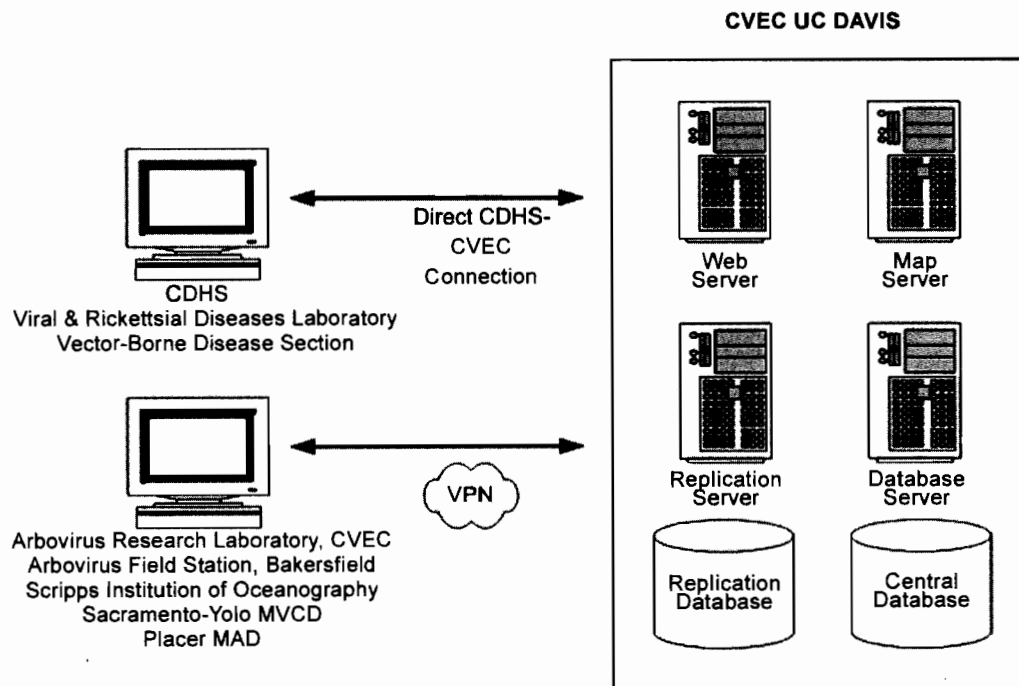 CVEC UC DAVIS
Direct CDHS-
CVEC
Connection
CDHS
Viral & Rickettsial Diseases Laboratory
Vector-Borne Disease Section
Web
Server
Map
Server
VPN
Arbovirus Research Laboratory, CVEC
Arbovirus Field Station, Bakersfield
Scripps Institution of Oceanography
Sacramento-Yolo MVCD
Placer MAD
Replication
Server
Database
Server
Replication
Database
Central
Database